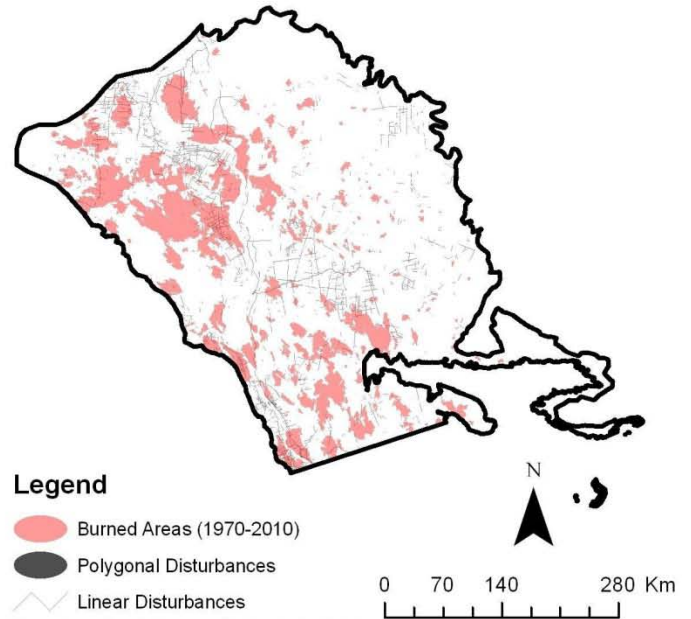 Legend
Burned Areas (1970-2010)
Polygonal Disturbances
Linear Disturbances
N
0 70 140 280 Km